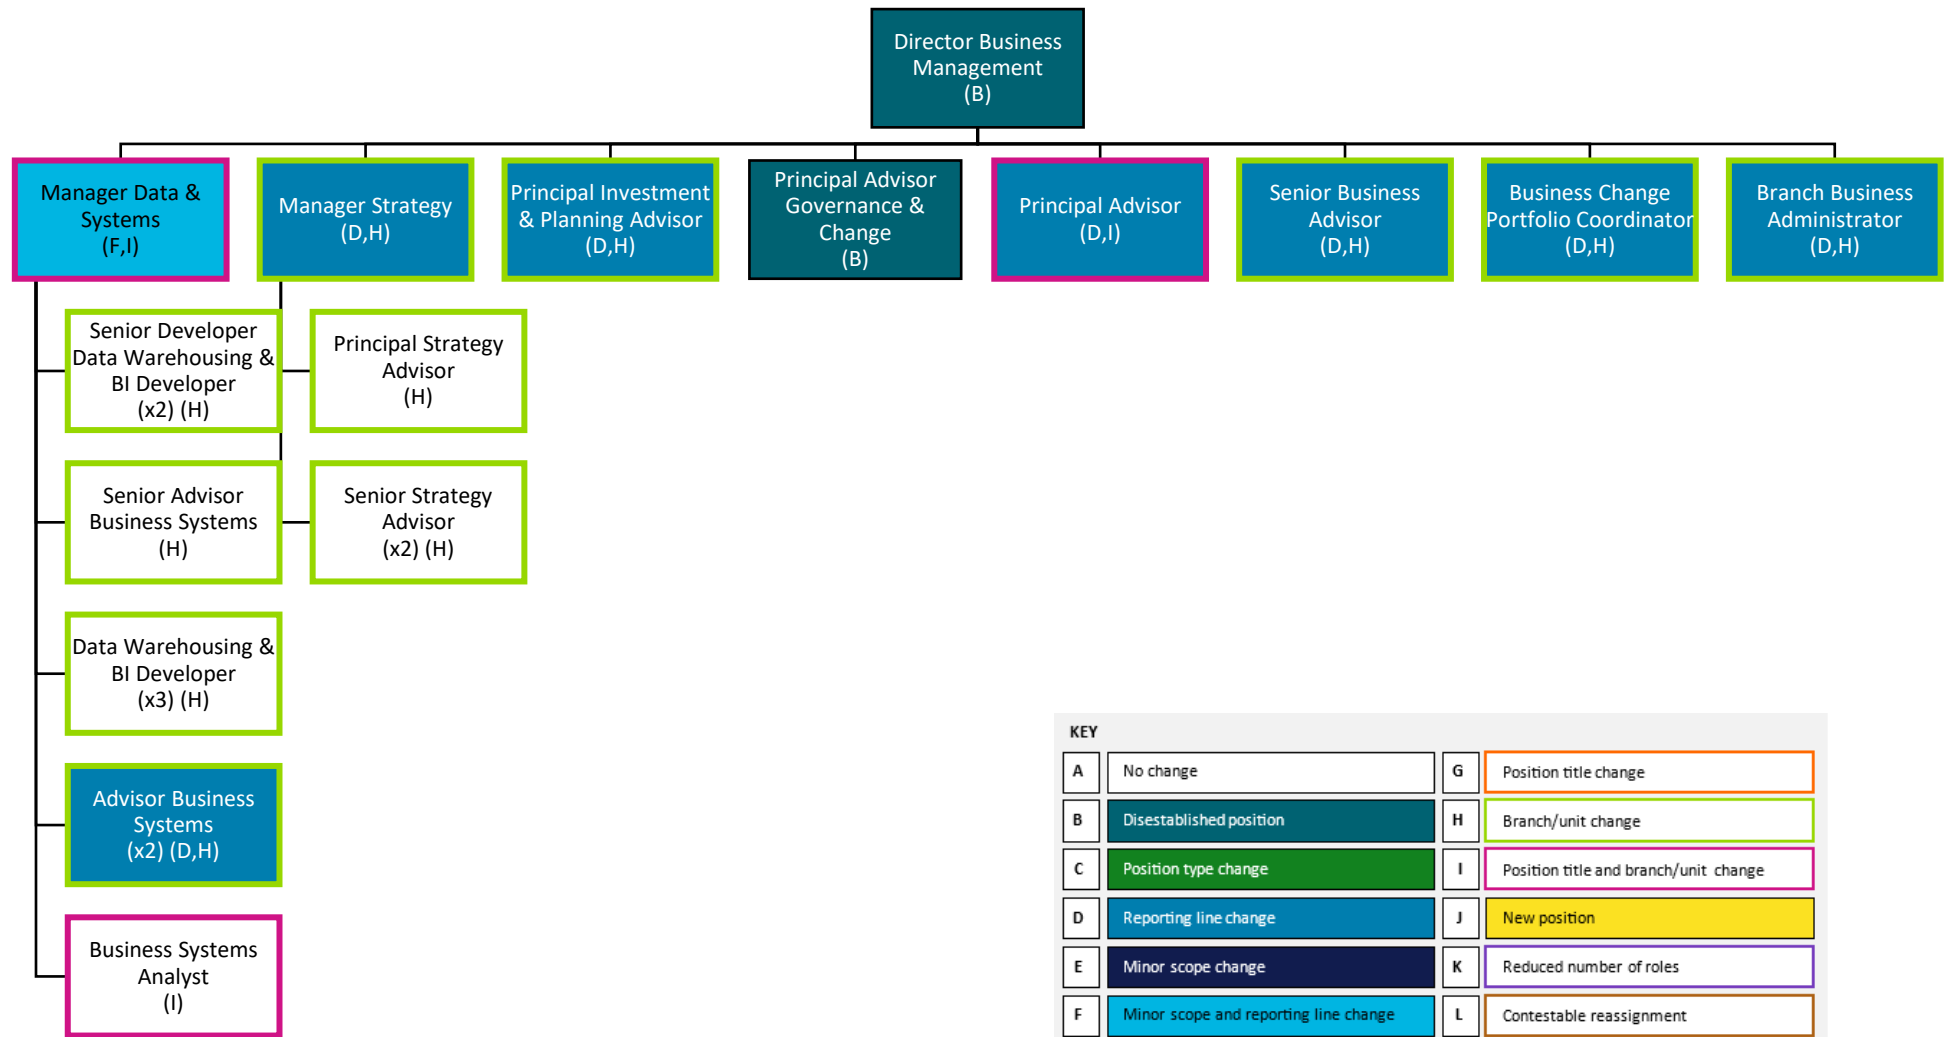 Director Business
Management
(B)
Manager Data &
Systems
(F,I)
Manager Strategy
(D,H)
Principal Investment
& Planning Advisor
(D,H)
Principal Advisor
Governance &
Change
(B)
Principal Advisor
(D,I)
Senior Business
Advisor
(D,H)
Business Change
Portfolio Coordinator
(D,H)
Branch Business
Administrator
(D,H)
Senior Developer
Data Warehousing &
BI Developer
(x2) (H)
Principal Strategy
Advisor
(H)
Senior Advisor
Business Systems
(H)
Senior Strategy
Advisor
(x2) (H)
Data Warehousing &
BI Developer
(x3) (H)
Advisor Business
Systems
(x2) (D,H)
Business Systems
Analyst
(I)
KEY
A No change
B Disestablished position
C Position type change
D Reporting line change
E Minor scope change
F Minor scope and reporting line change
G Position title change
H Branch/unit change
I Position title and branch/unit change
J New position
K Reduced number of roles
L Contestable reassignment